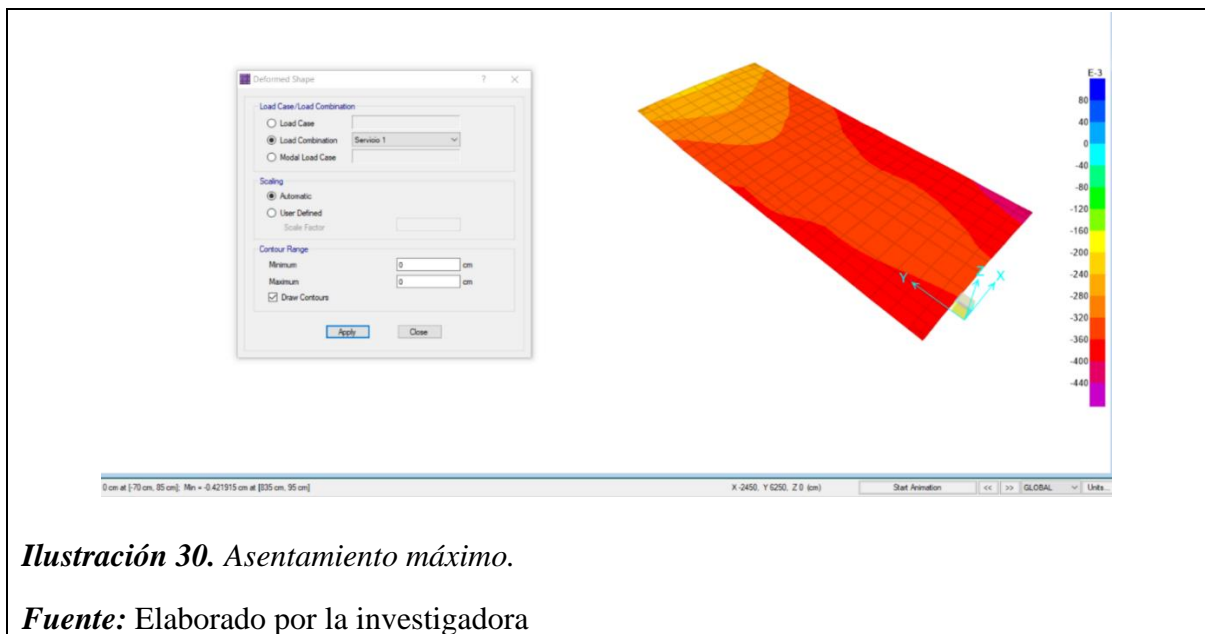 Deformed Shape
? ×
Load Case/Load Combination
Load Case
Load Combination Servisio 1
Modal Load Case
Scaling
Automatic
User Defined
Scale Factor
Contour Range
Minimum 0 cm
Maximum 0 cm
Draw Contours
Apply Close
E-3
80
40
0
-40
-80
-120
-160
-200
-240
-280
-320
-360
-400
-440
Y Z X
0 cm at [-70 cm, 85 cm]; Min = -0.421915 cm at [835 cm, 95 cm]
X -2450, Y 6250, Z 0 (cm)
Start Animation << >> GLOBAL Units...
Ilustración 30. Asentamiento máximo.
Fuente: Elaborado por la investigadora